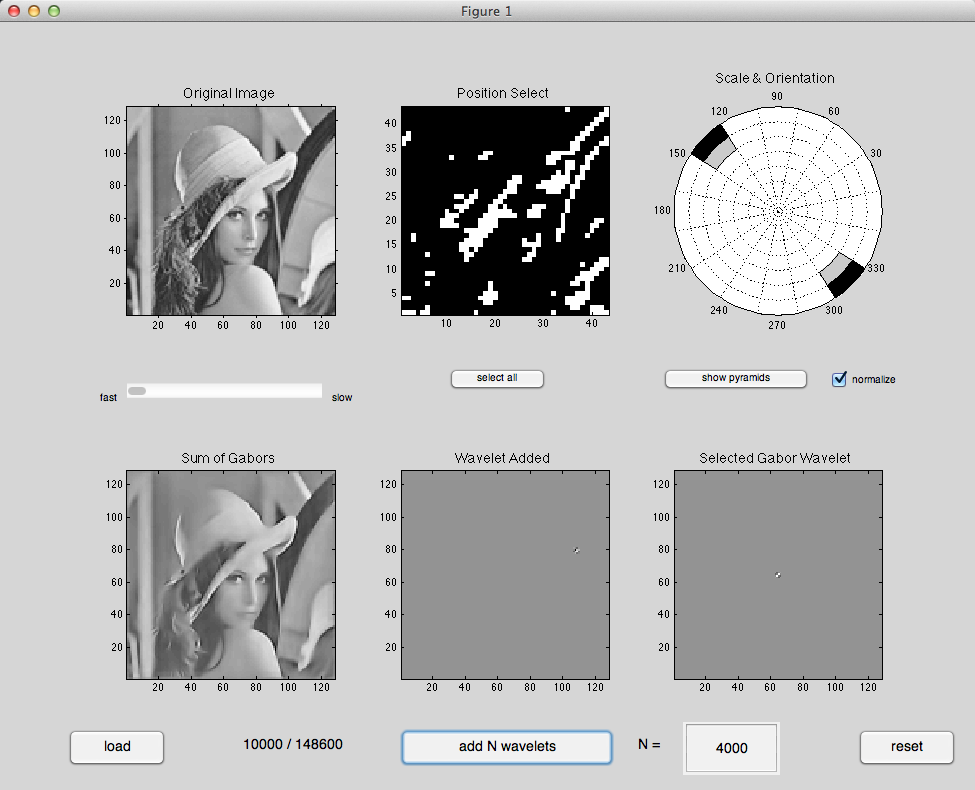 Figure 1
Original Image
120
100
80
60
40
20
20 40 60 80 100 120
Position Select
40
35
30
25
20
15
10
5
10 20 30 40
Scale & Orientation
90
120 60
150 30
180
210 330
240 300
270
fast slow
select all
show pyramids
normalize
Sum of Gabors
120
100
80
60
40
20
20 40 60 80 100 120
Wavelet Added
120
100
80
60
40
20
20 40 60 80 100 120
Selected Gabor Wavelet
120
100
80
60
40
20
20 40 60 80 100 120
load
10000 / 148600
add N wavelets
N =
4000
reset